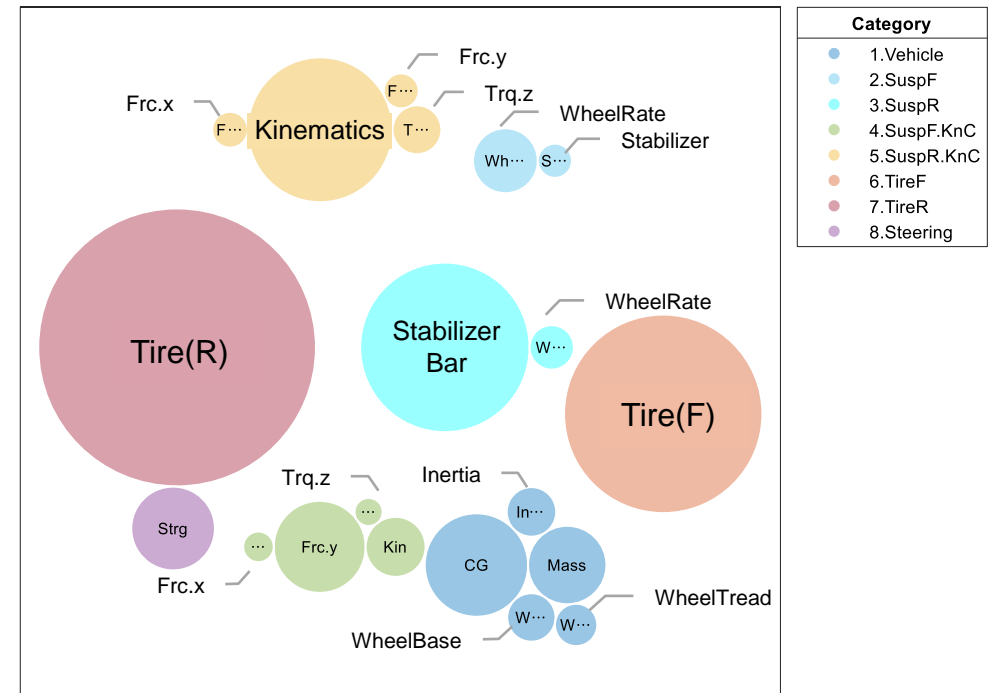 Category
1.Vehicle
2.SuspF
3.SuspR
4.SuspF.KnC
5.SuspR.KnC
6.TireF
7.TireR
8.Steering
Frc.y
Frc.x
Trq.z
F⋯
F⋯
Kinematics
T⋯
WheelRate
Stabilizer
Wh⋯
S⋯
WheelRate
Stabilizer
Bar
W⋯
Tire(R)
Tire(F)
Inertia
Trq.z
⋯
In⋯
Strg
⋯
Frc.y
Kin
CG
Mass
Frc.x
WheelTread
W⋯
W⋯
WheelBase